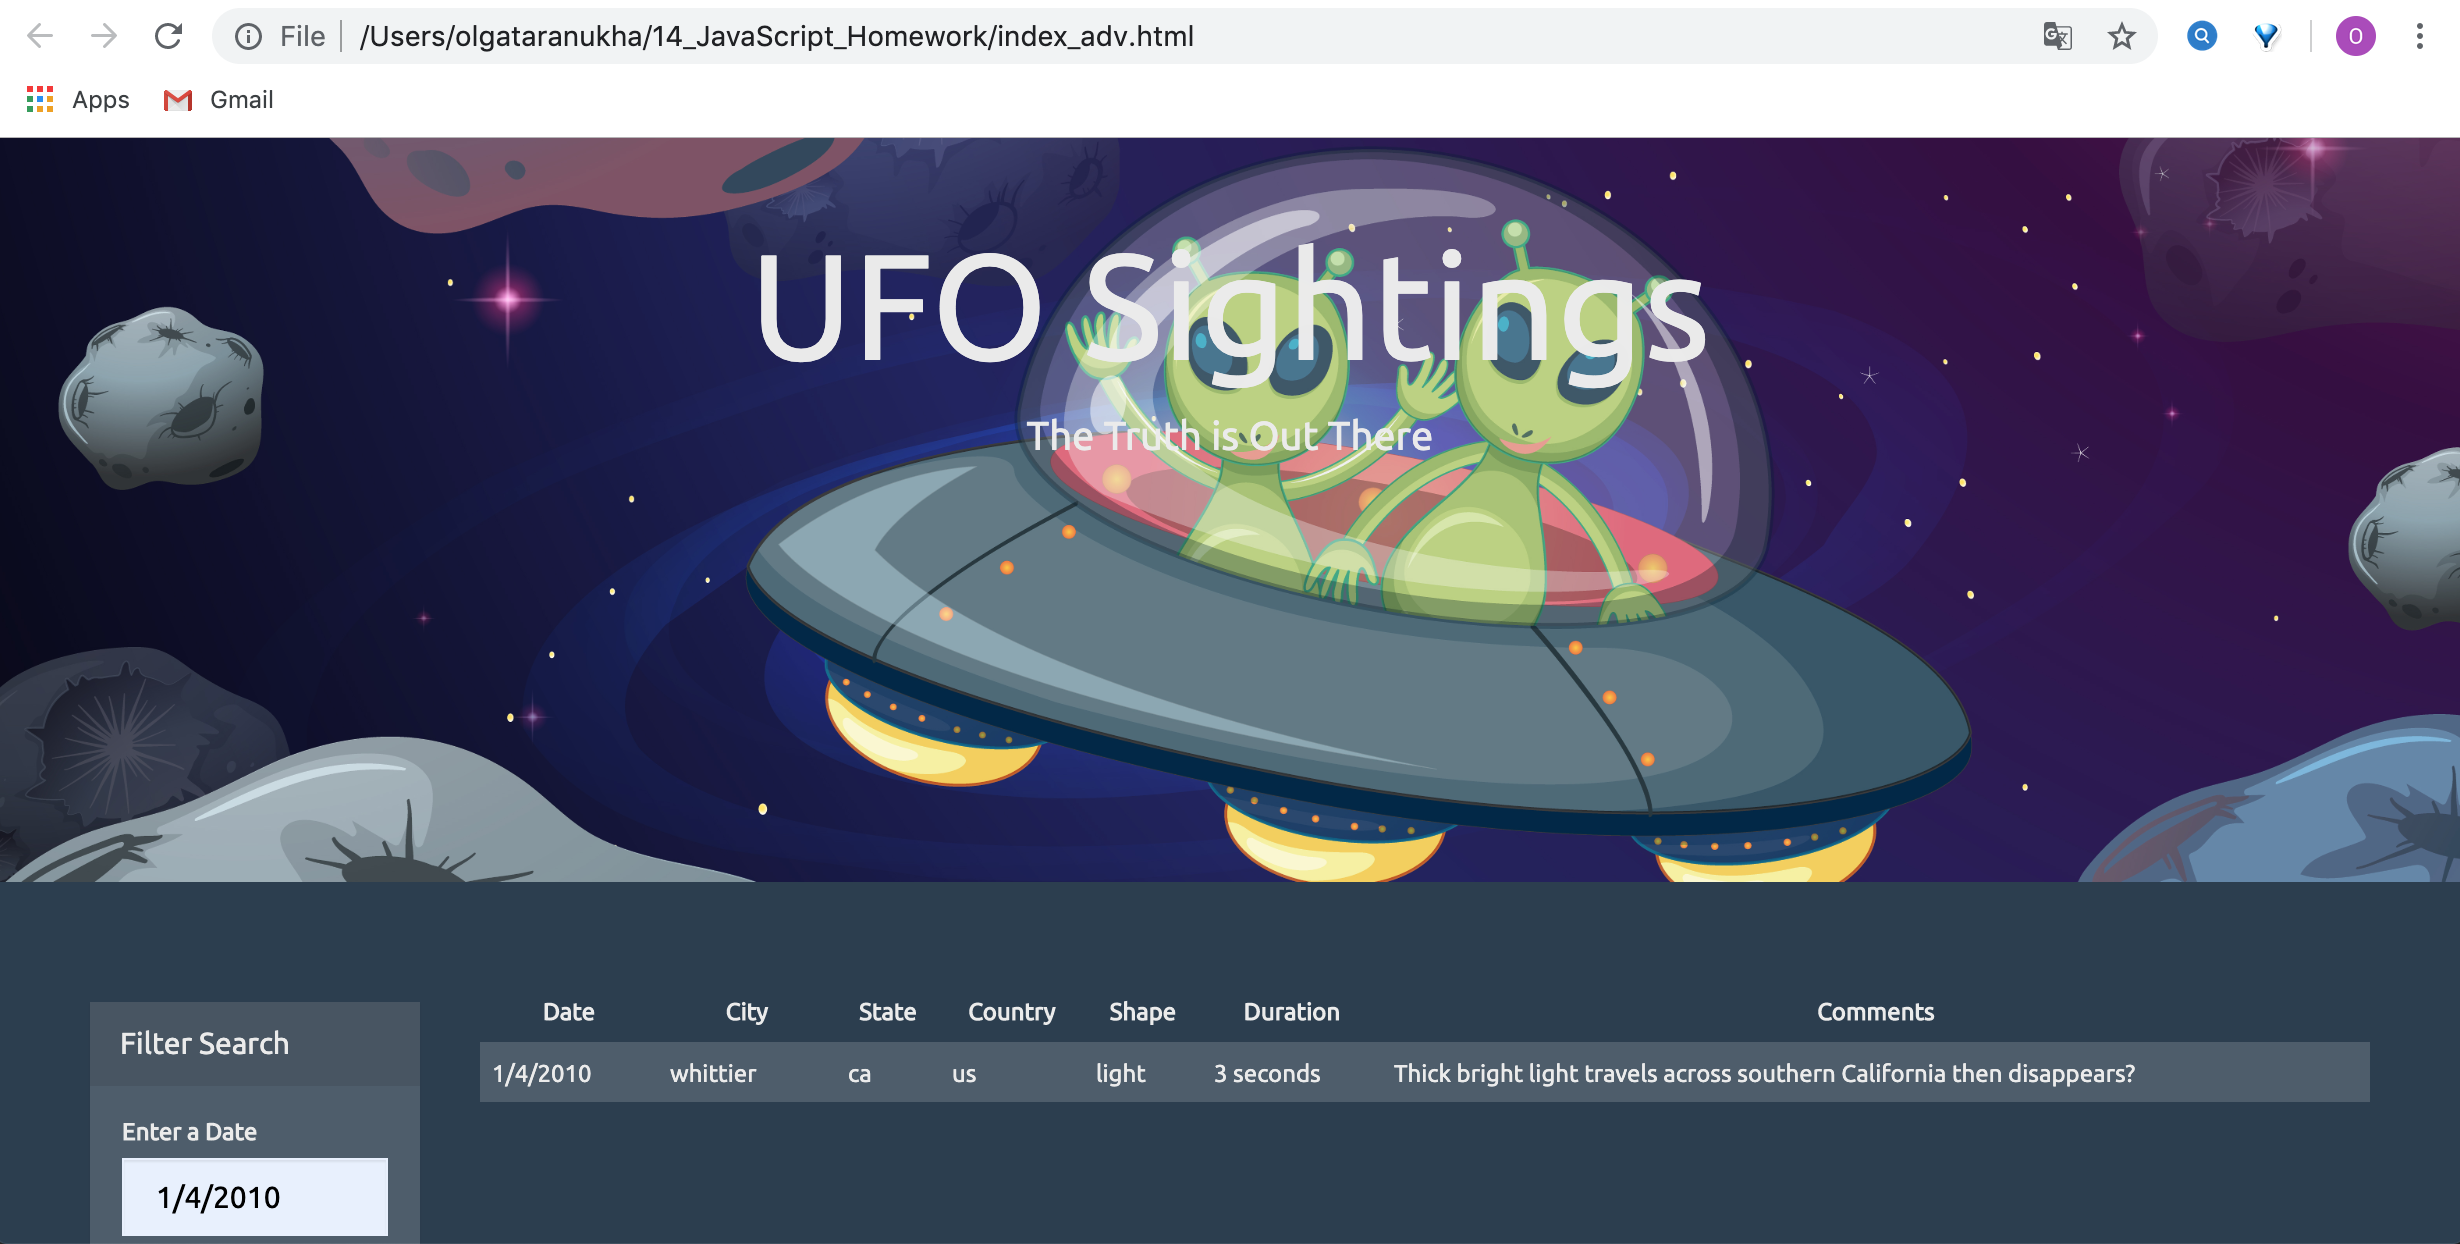 File /Users/olgataranukha/14_JavaScript_Homework/index_adv.html O
Apps Gmail
UFO Sightings
The Truth is Out There
Date City State Country Shape Duration Comments
1/4/2010 whittier ca us light 3 seconds Thick bright light travels across southern California then disappears?
Filter Search
Enter a Date
1/4/2010